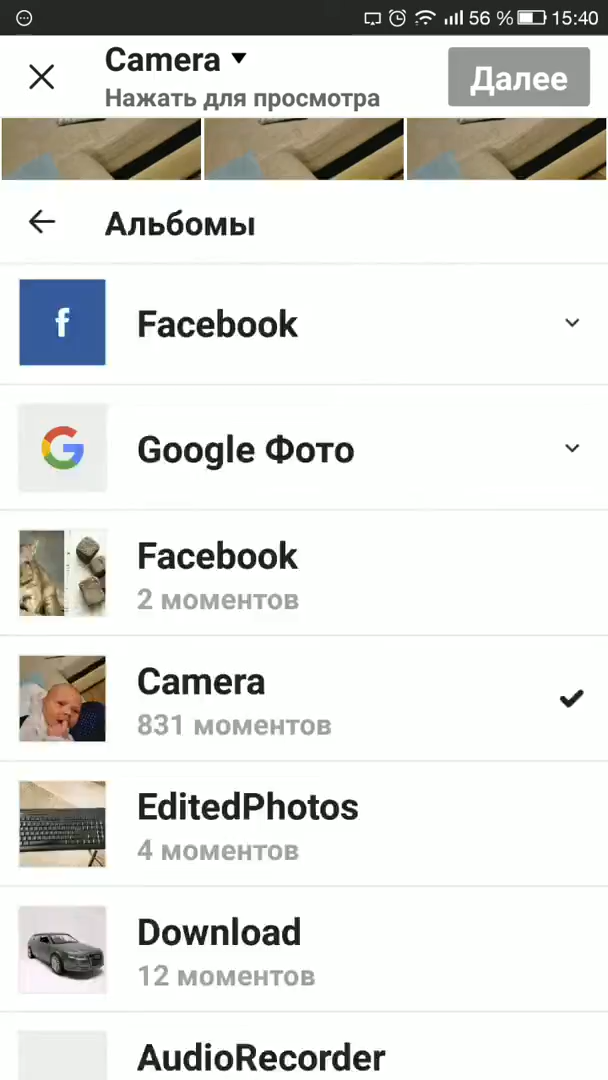 56 % 15:40
Camera
Нажать для просмотра
Далее
Альбомы
f Facebook
G Google Фото
Facebook
2 моментов
Camera
831 моментов
EditedPhotos
4 моментов
Download
12 моментов
AudioRecorder